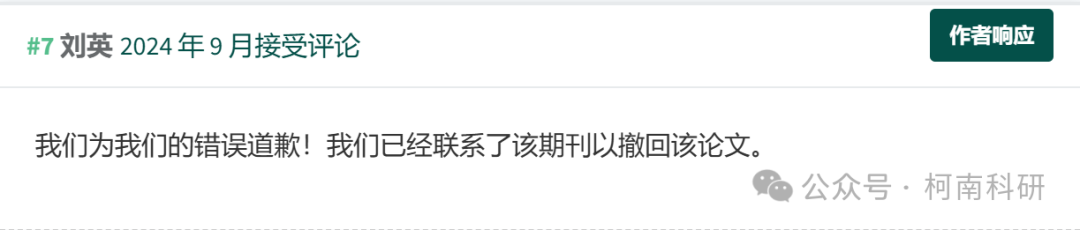 #7 刘英 2024 年 9 月接受评论
作者响应
我们为我们的错误道歉！我们已经联系了该期刊以撤回该论文。
公众号 · 柯南科研